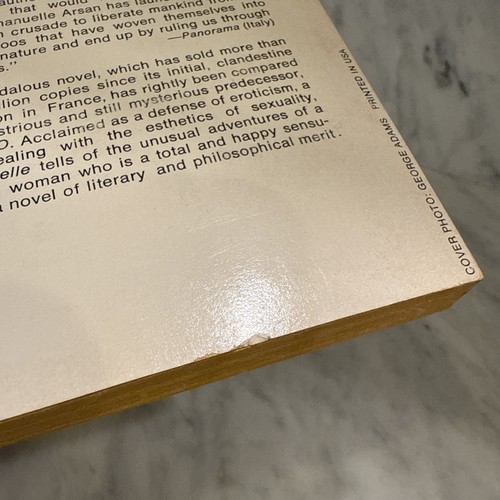 that would
manuelle Arsan has laun
n crusade to liberate mankind from
oos that have woven themselves into
nature and end up by ruling us through
s."
—Panorama (Italy)
dalous novel, which has sold more than
llion copies since its initial, clandestine
on in France, has rightly been compared
strious and still mysterious predecessor,
O. Acclaimed as a defense of eroticism, a
ealing with the esthetics of sexuality,
elle tells of the unusual adventures of a
woman who is a total and happy sensu-
a novel of literary and philosophical merit.
COVER PHOTO: GEORGE ADAMS PRINTED IN USA